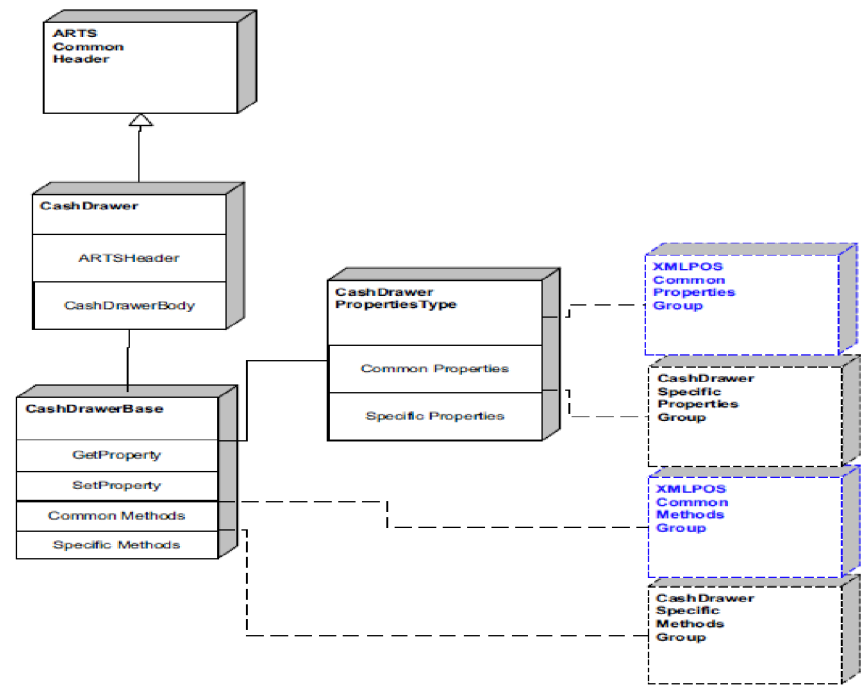 ARTS
Common
Header
CashDrawer
ARTSHeader
CashDrawerBody
CashDrawerBase
GetProperty
SetProperty
Common Methods
Specific Methods
CashDrawer
PropertiesType
Common Properties
Specific Properties
XMLPOS
Common
Properties
Group
CashDrawer
Specific
Properties
Group
XMLPOS
Common
Methods
Group
CashDrawer
Specific
Methods
Group